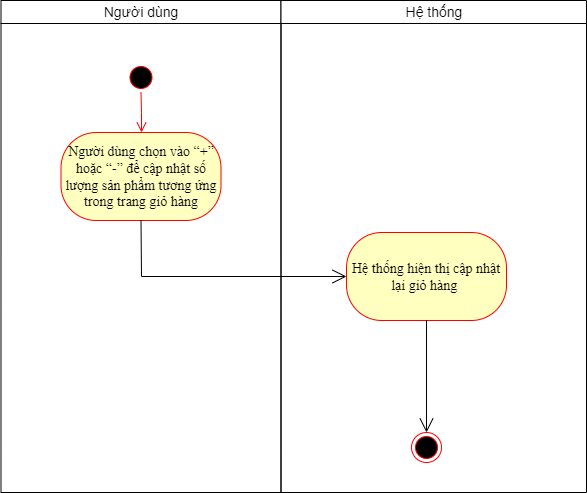 Người dùng
Hệ thống
Người dùng chọn vào “+”
hoặc “-” để cập nhật số
lượng sản phẩm tương ứng
trong trang giỏ hàng
Hệ thống hiện thị cập nhật
lại giỏ hàng